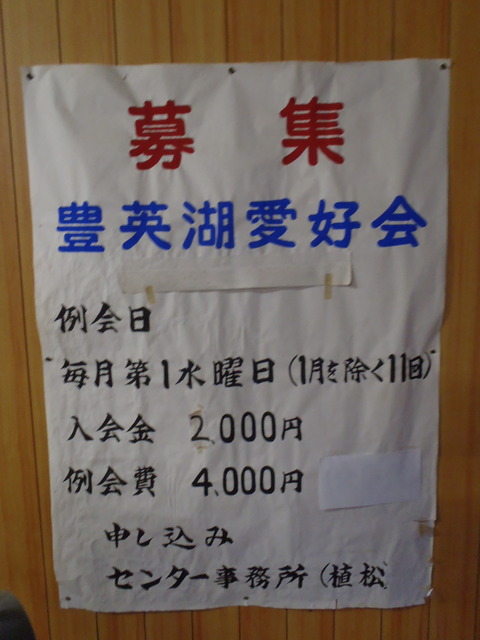 募集
豊英湖愛好会
例会日
毎月第1水曜日(1月を除く11回)
入会金 2,000円
例会費 4,000円
申し込み
センター事務所(植松